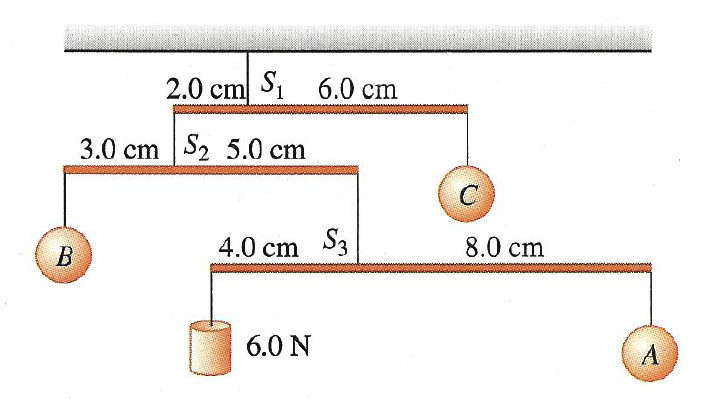 2.0 cm S₁ 6.0 cm
3.0 cm S₂ 5.0 cm
C
B
4.0 cm S₃ 8.0 cm
6.0 N
A